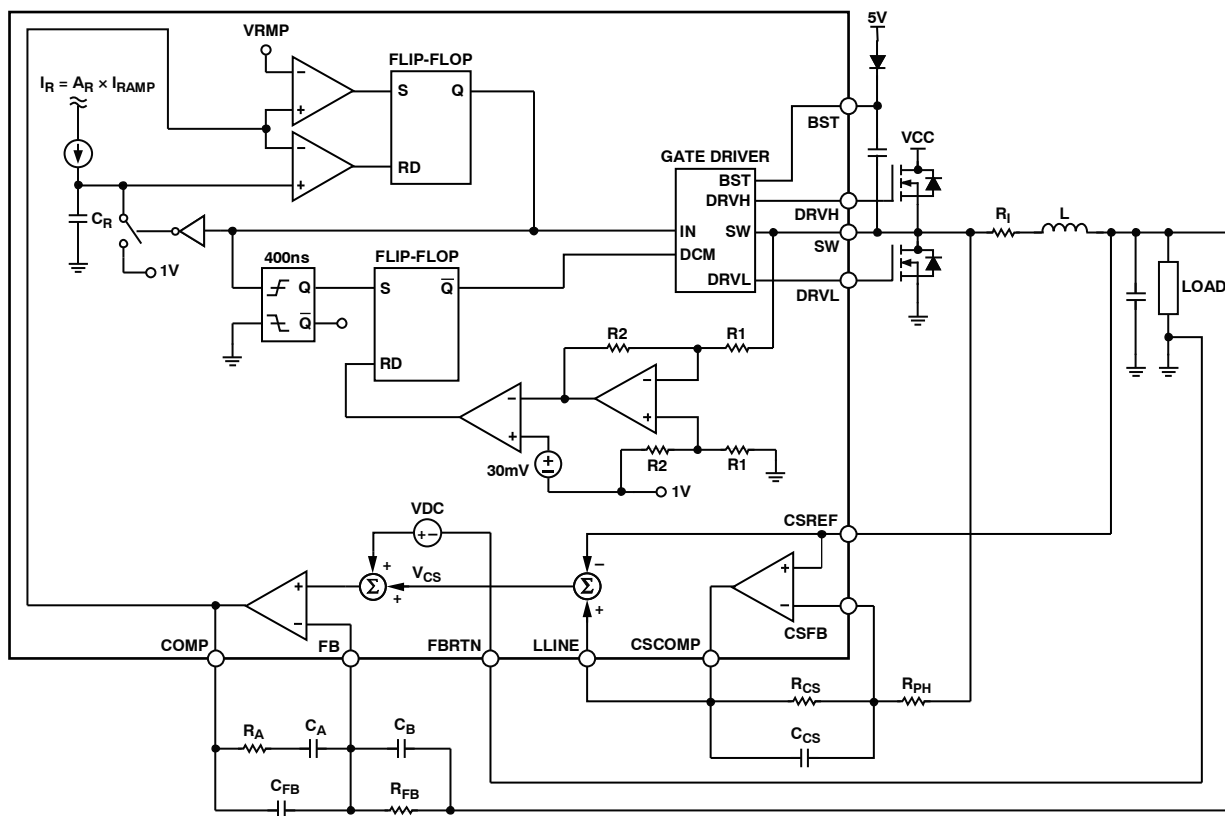 5V
VRMP
FLIP-FLOP
I_R = A_R × I_RAMP
S
Q
BST
VCC
GATE DRIVER
RD
BST
DRVH
DRVH
C_R
IN
SW
SW
R_I
L
1V
400ns
FLIP-FLOP
DCM
DRVL
DRVL
LOAD
Q
S
Q̅
Q̅
R2
R1
RD
30mV
R2
R1
1V
VDC
CSREF
V_CS
Σ
Σ
COMP
FB
FBRTN
LLINE
CSCOMP
CSFB
R_CS
R_PH
R_A
C_A
C_B
C_CS
C_FB
R_FB